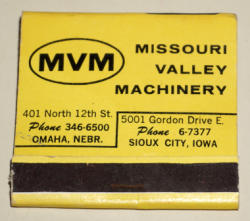 MVM
MISSOURI
VALLEY
MACHINERY
401 North 12th St.
Phone 346-6500
OMAHA, NEBR.
5001 Gordon Drive E.
Phone 6-7377
SIOUX CITY, IOWA